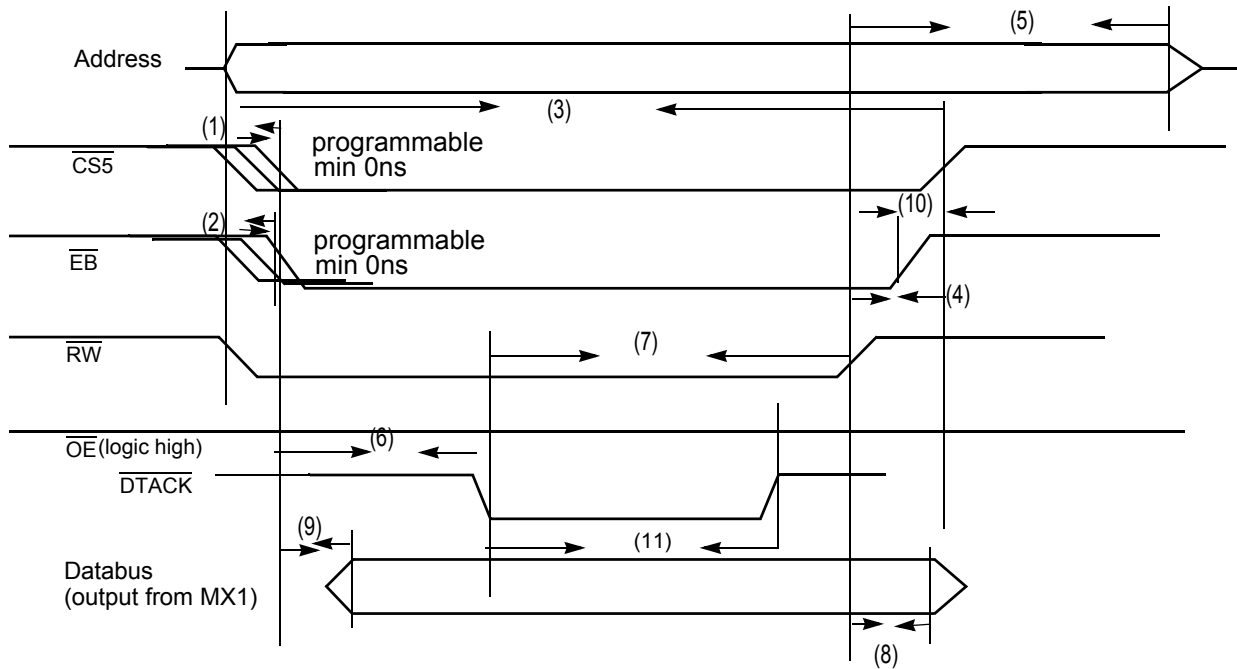 (5)
Address
(3)
(1)
programmable
min 0ns
CS5
(10)
(2)
programmable
min 0ns
EB
(4)
(7)
RW
OE(logic high)
(6)
DTACK
(9)
(11)
Databus
(output from MX1)
(8)